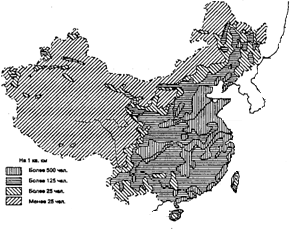 На 1 кв. км
Более 500 чел.
Более 125 чел.
Более 25 чел.
Менее 25 чел.